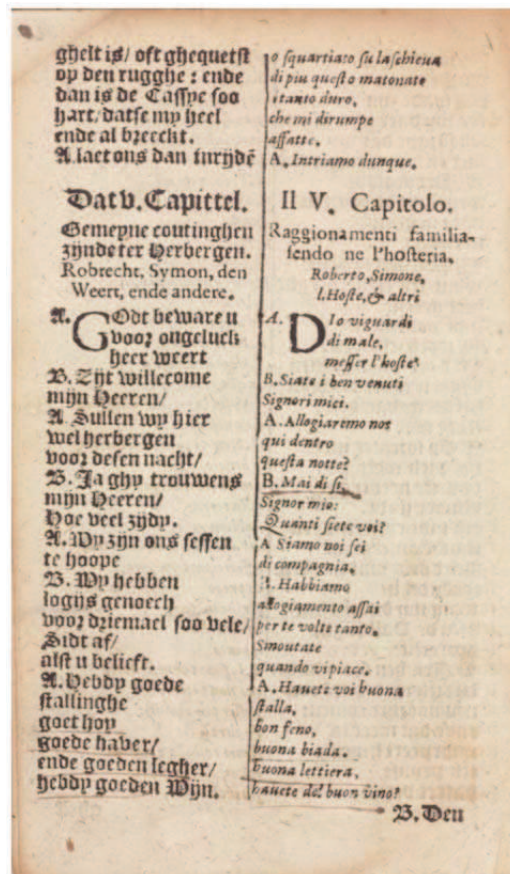 ghelt is/ oft ghequetst
op den rugghe: ende
dan is de Cassye soo
hart/datse my heel
ende al breeckt.
A. laet ons dan inrydē
Dat v. Capittel.
Gemeyne coutinghen
zijnde ter Herbergen.
Robrecht, Symon, den
Weert, ende andere.
A. GOdt beware u
voor ongeluck
heer weert
B. Zijt willecome
mijn Heeren/
A Sullen wy hier
wel herbergen
voor desen nacht/
B. Ja ghy trouwens
mijn Heeren/
Hoe veel zydy.
A. Wy zijn ons sessen
te hoope
B. Wy hebben
logijs genoech
voor driemael soo vele/
Sidt af/
alst u belieft.
A. Hebdy goede
stallinghe
goet hoy
goede haver/
ende goeden legher/
hebdy goeden Wijn.
o squartiato su la schiena
di piu questo matonate
è tanto duro,
che mi dirumpe
affatte.
A. Intriamo dunque.
Il V. Capitolo.
Raggionamenti familia-
sendo ne l'hosteria.
Roberto, Simone,
l'Hoste, & altri
A. DIo vi guardi
di male,
messer l'hoste.
B. Siate i ben venuti
Signori miei.
A. Allogiaremo noi
qui dentro
questa notte?
B. Mai di si,
Signor mio:
Quanti siete voi?
A Siamo noi sei
di compagnia.
B. Habbiamo
allogiamento assai
per te volte tanto.
Smoutate
quando vi piace.
A. Havete voi buona
stalla,
bon feno,
buona biada.
buona lettiera,
havete del buon vino?
B. Den